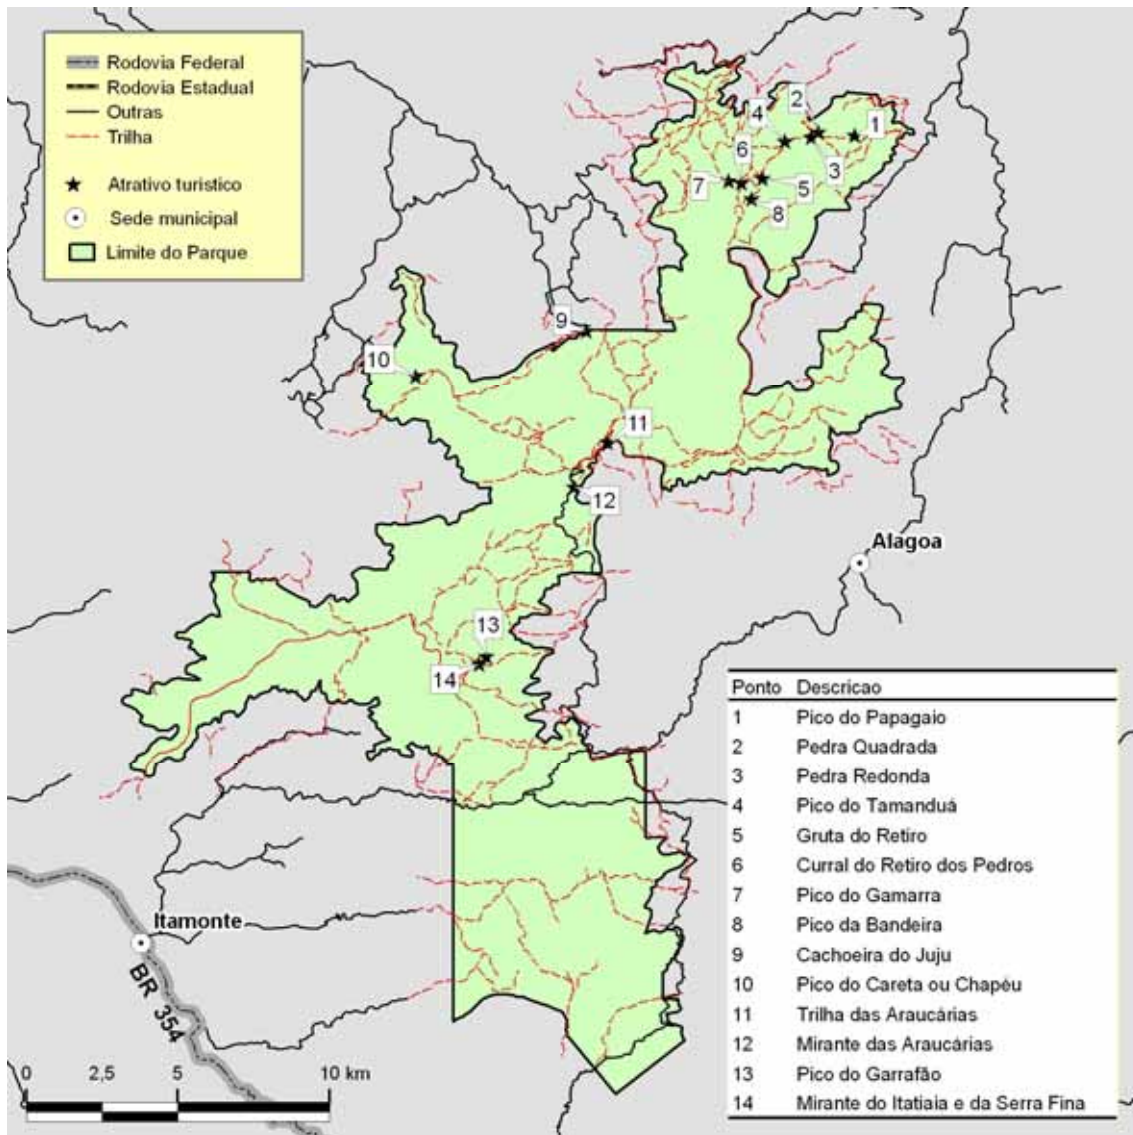 Rodovia Federal
Rodovia Estadual
Outras
Trilha
Atrativo turistico
Sede municipal
Limite do Parque
2
4
1
6
3
7
5
8
9
10
11
12
Alagoa
13
14
Itamonte
BR 354
0 2,5 5 10 km
Ponto Descricao
1 Pico do Papagaio
2 Pedra Quadrada
3 Pedra Redonda
4 Pico do Tamanduá
5 Gruta do Retiro
6 Curral do Retiro dos Pedros
7 Pico do Gamarra
8 Pico da Bandeira
9 Cachoeira do Juju
10 Pico do Careta ou Chapéu
11 Trilha das Araucárias
12 Mirante das Araucárias
13 Pico do Garrafão
14 Mirante do Itatiaia e da Serra Fina